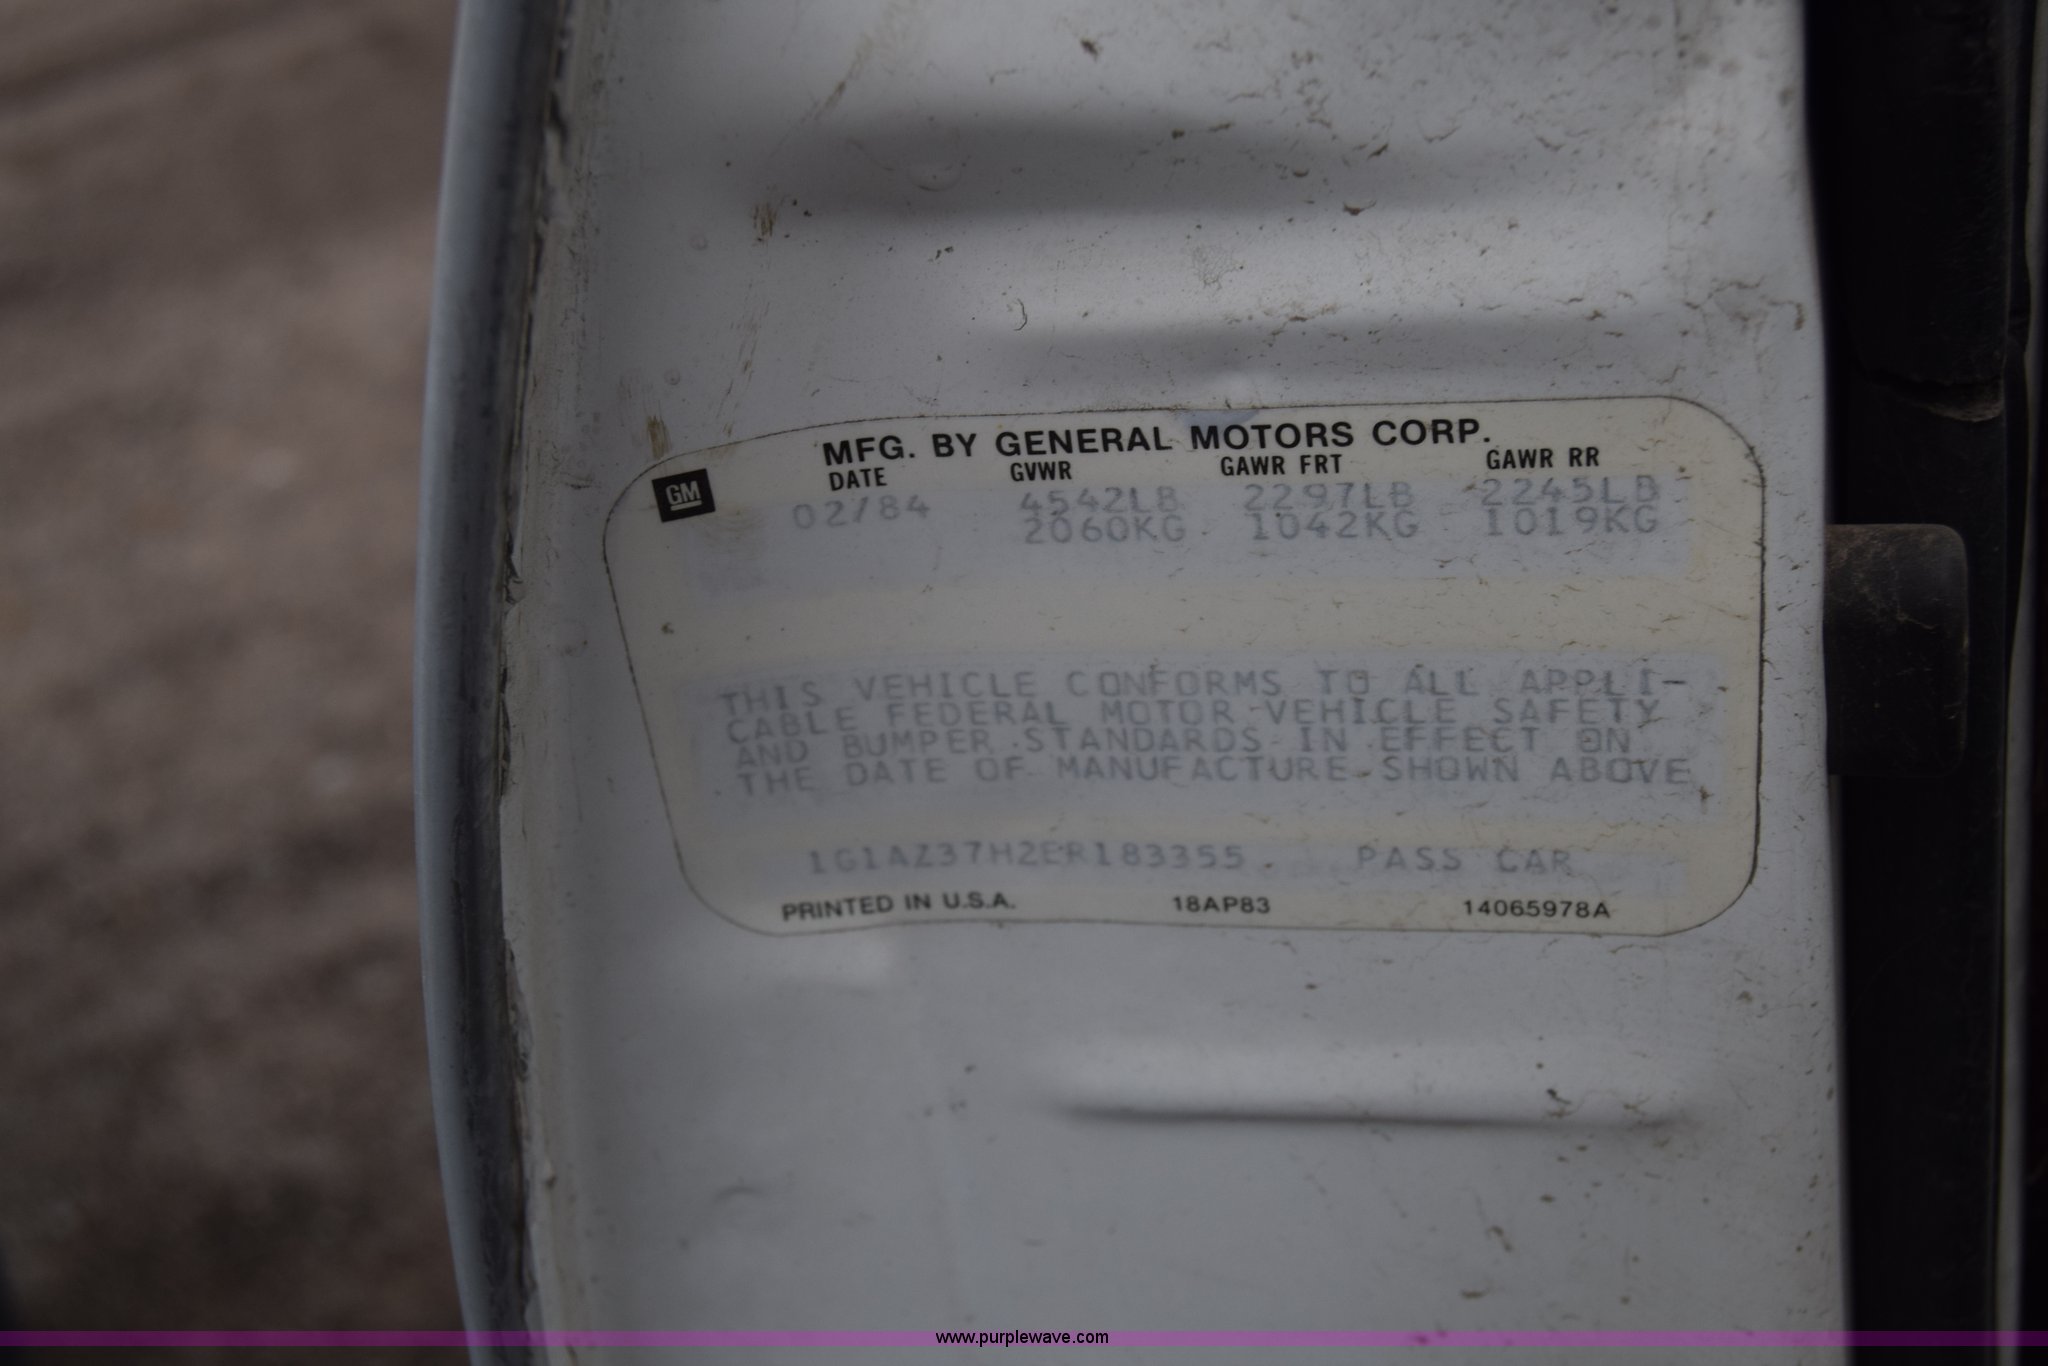 MFG. BY GENERAL MOTORS CORP.
GM
DATE GVWR GAWR FRT GAWR RR
02/84 4542LB 2297LB 2245LB
2060KG 1042KG 1019KG
THIS VEHICLE CONFORMS TO ALL APPLI-
CABLE FEDERAL MOTOR VEHICLE SAFETY
AND BUMPER STANDARDS IN EFFECT ON
THE DATE OF MANUFACTURE SHOWN ABOVE
1G1AZ37H2ER183355 PASS CAR
PRINTED IN U.S.A. 18AP83 14065978A
www.purplewave.com